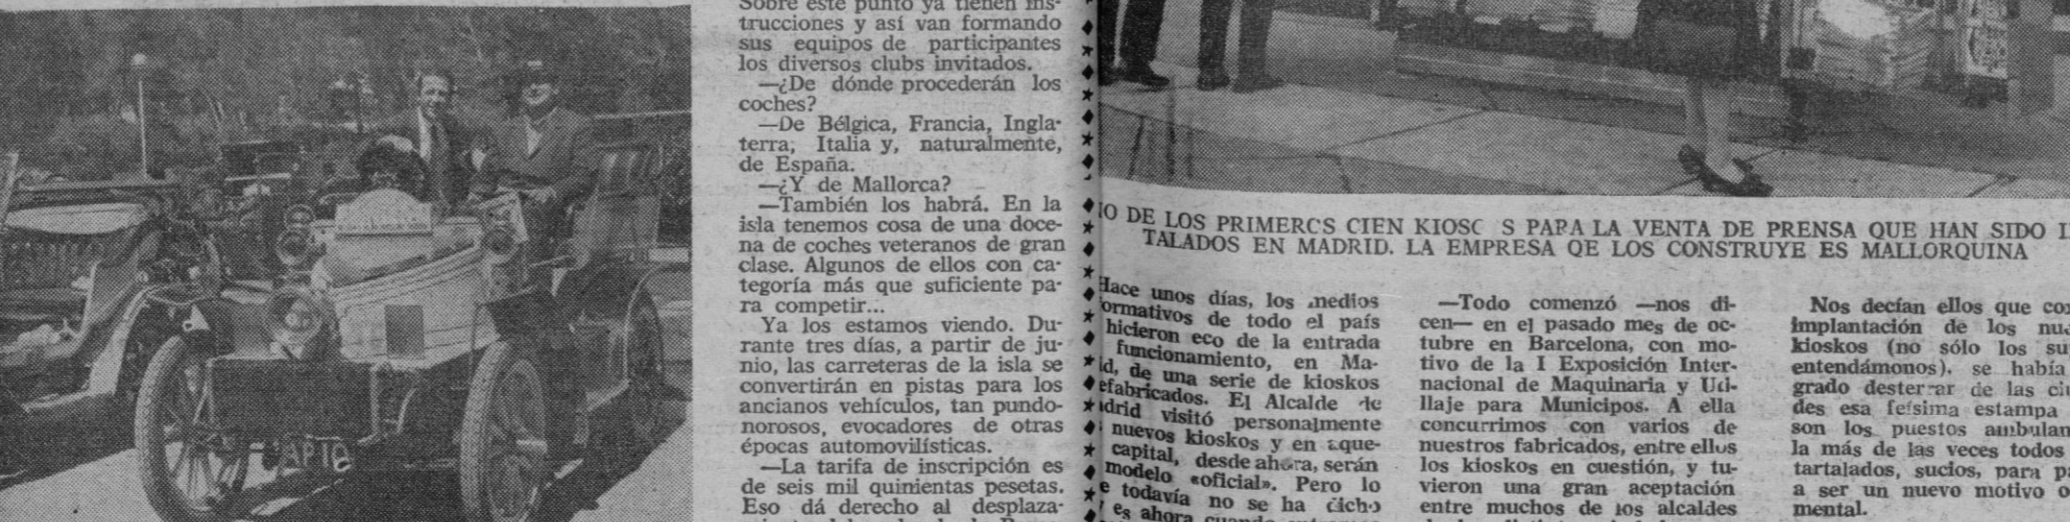 Sobre este punto ya tienen ins-
trucciones y así van formando
sus equipos de participantes
los diversos clubs invitados.
—¿De dónde procederán los
coches?
—De Bélgica, Francia, Ingla-
terra, Italia y, naturalmente,
de España.
—¿Y de Mallorca?
—También los habrá. En la
isla tenemos cosa de una doce-
na de coches veteranos de gran
clase. Algunos de ellos con ca-
tegoría más que suficiente pa-
ra competir...
Ya los estamos viendo. Du-
rante tres días, a partir de ju-
nio, las carreteras de la isla se
convertirán en pistas para los
ancianos vehículos, tan pundo-
norosos, evocadores de otras
épocas automovilísticas.
—La tarifa de inscripción es
de seis mil quinientas pesetas.
Eso dá derecho al desplaza-
NO DE LOS PRIMEROS CIEN KIOSC S PARA LA VENTA DE PRENSA QUE HAN SIDO I
TALADOS EN MADRID. LA EMPRESA QE LOS CONSTRUYE ES MALLORQUINA
Hace unos días, los medios
formativos de todo el país
hicieron eco de la entrada
funcionamiento, en Ma-
id, de una serie de kioskos
efabricados. El Alcalde de
adrid visitó personalmente
nuevos kioskos y en aque-
capital, desde ahora, serán
modelo «oficial». Pero lo
e todavía no se ha dicho
es ahora cuando
—Todo comenzó —nos di-
cen— en el pasado mes de oc-
tubre en Barcelona, con mo-
tivo de la I Exposición Inter-
nacional de Maquinaria y Uti-
llaje para Municipos. A ella
concurrimos con varios de
nuestros fabricados, entre ellos
los kioskos en cuestión, y tu-
vieron una gran aceptación
entre muchos de los alcaldes
Nos decían ellos que co
implantación de los nu
kioskos (no sólo los su
entendámonos). se había
grado desterrar de las ci
des esa feísima estampa
son los puestos ambulan
la más de las veces todos
tartalados, sucios, para pa
a ser un nuevo motivo o
mental.